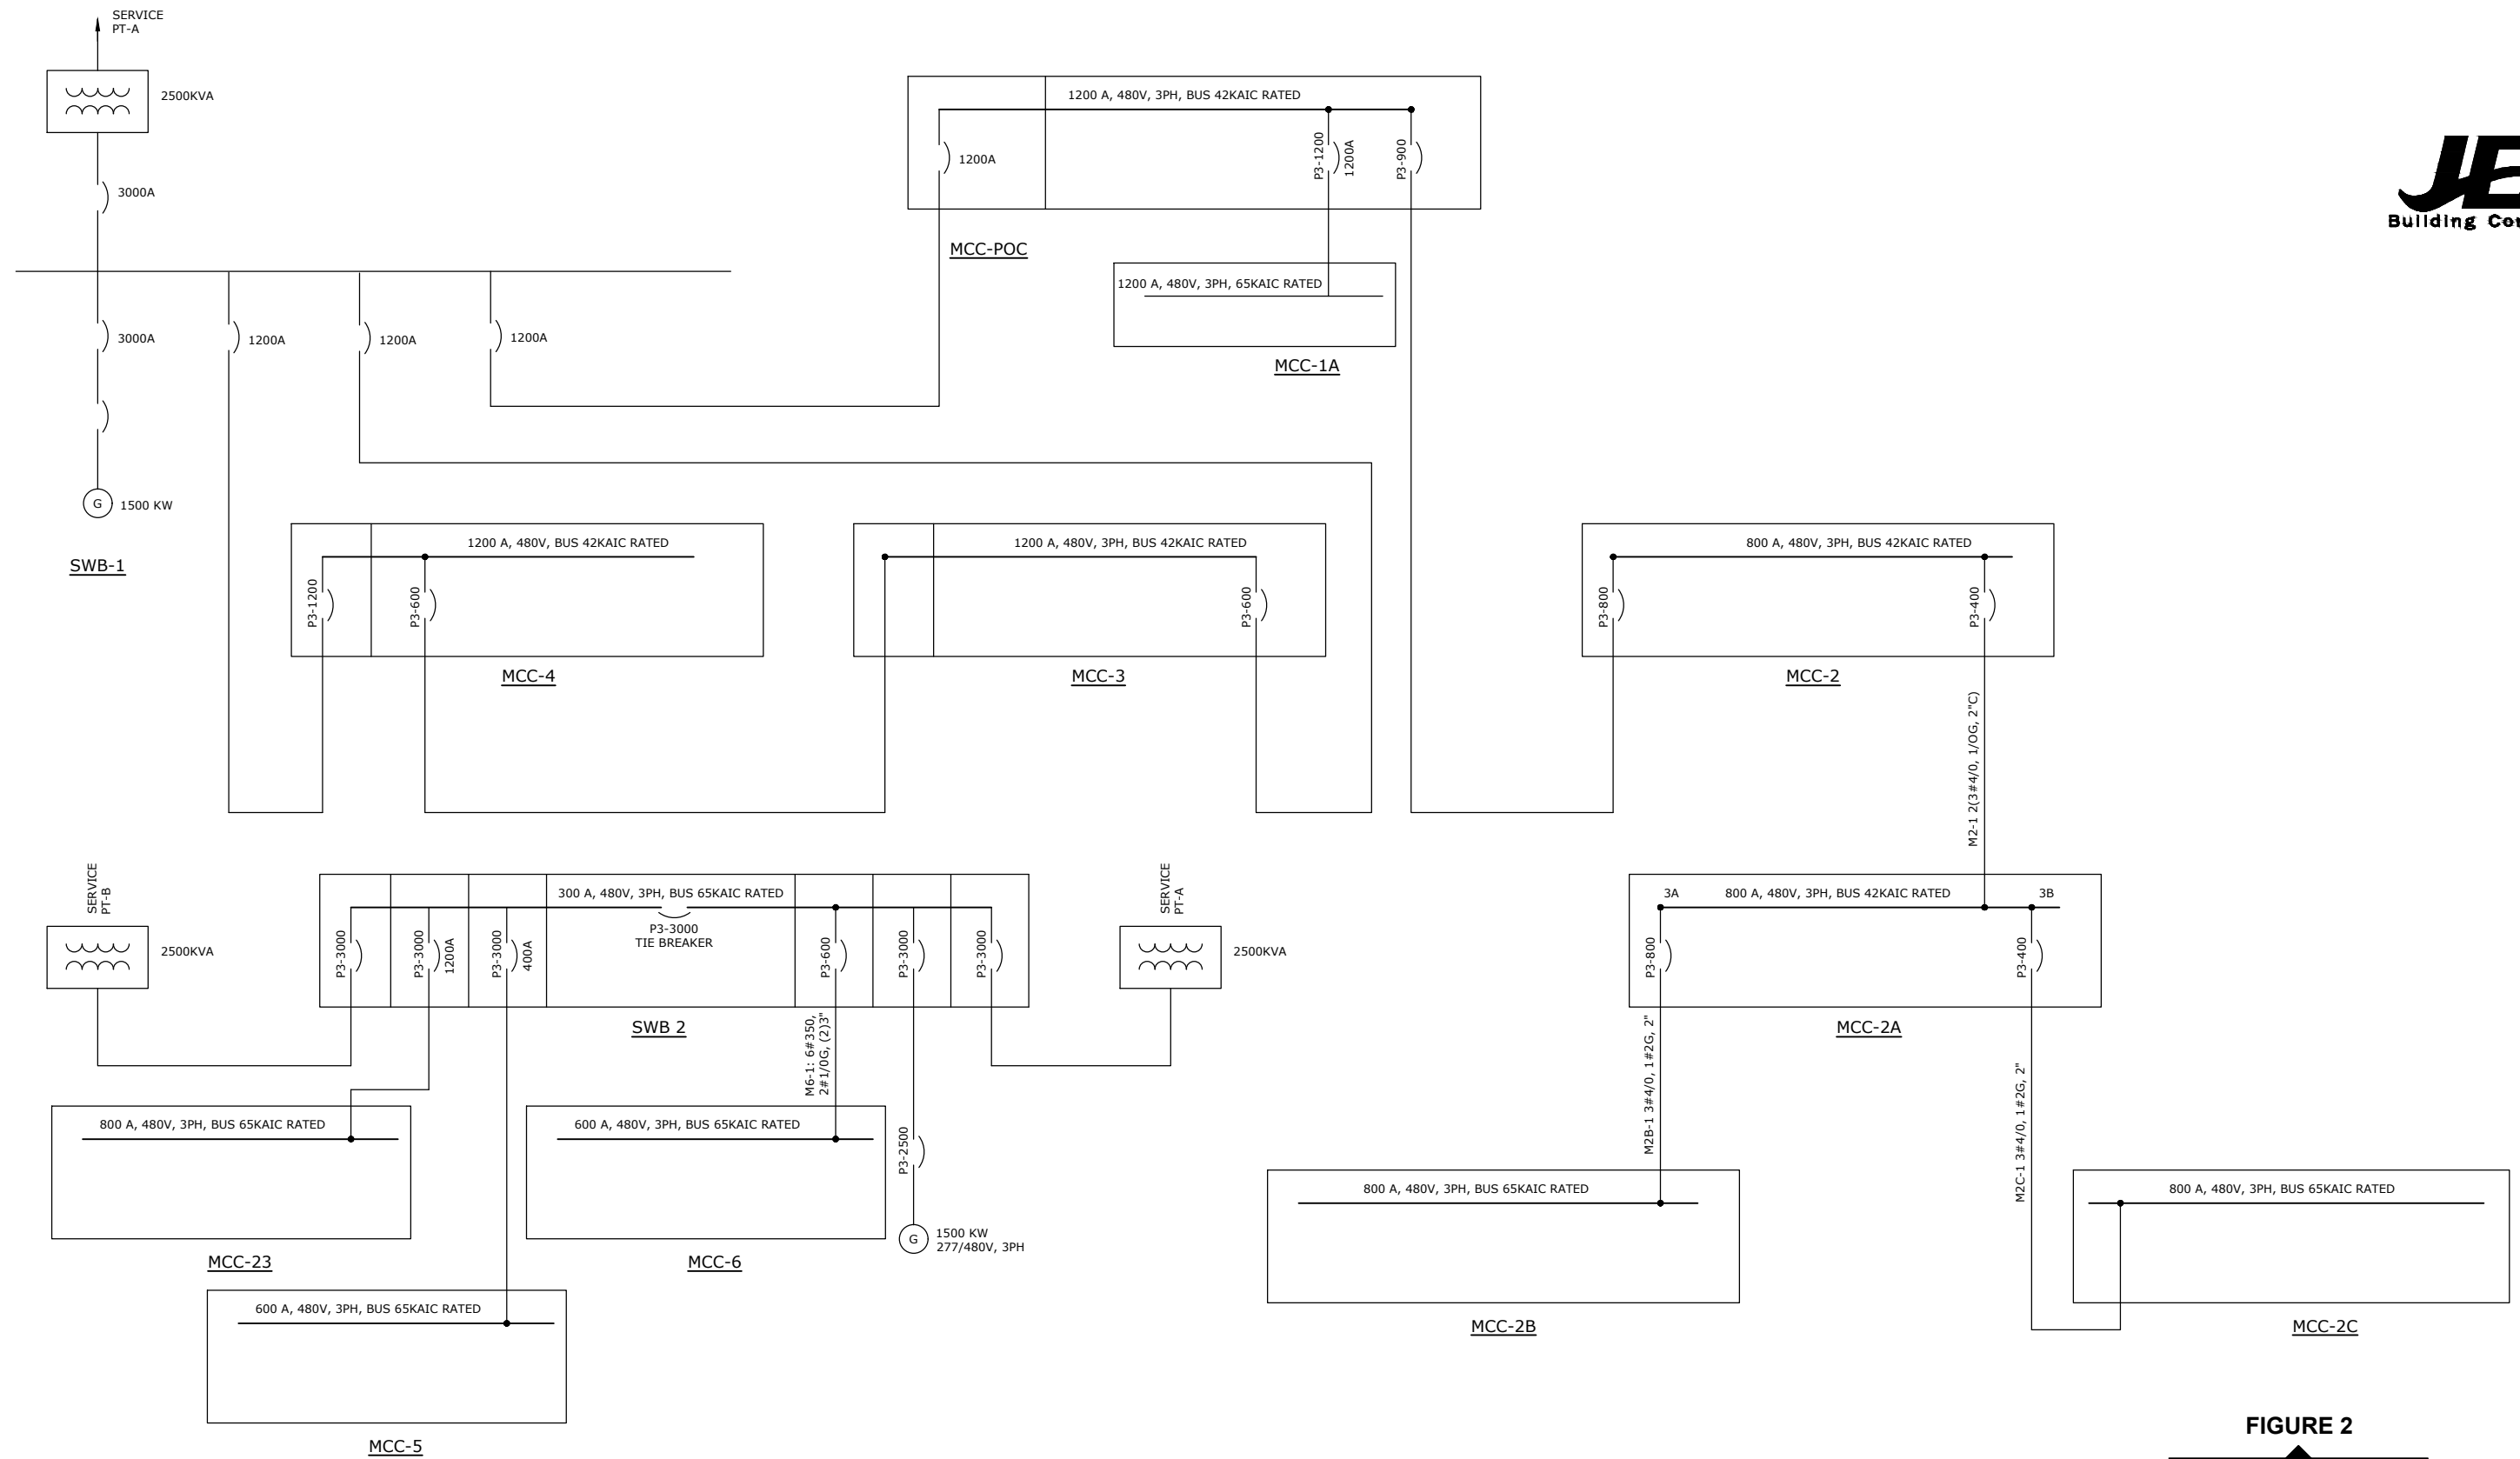 SERVICE
PT-A
2500KVA
3000A
3000A
1200A
1200A
1200A
G
1500 KW
SWB-1
1200 A, 480V, 3PH, BUS 42KAIC RATED
1200A
P3-1200
1200A
P3-900
MCC-POC
1200 A, 480V, 3PH, 65KAIC RATED
MCC-1A
Building
1200 A, 480V, BUS 42KAIC RATED
P3-1200
P3-600
MCC-4
1200 A, 480V, 3PH, BUS 42KAIC RATED
P3-600
MCC-3
800 A, 480V, 3PH, BUS 42KAIC RATED
P3-800
P3-400
MCC-2
M2-1 2(3#4/0, 1/OG, 2"C)
SERVICE
PT-B
2500KVA
300 A, 480V, 3PH, BUS 65KAIC RATED
P3-3000
P3-3000
1200A
P3-3000
400A
P3-3000
TIE BREAKER
P3-600
P3-3000
P3-3000
SWB 2
M6-1: 6#350,
2#1/0G, (2)3"
SERVICE
PT-A
2500KVA
3A
800 A, 480V, 3PH, BUS 42KAIC RATED
3B
P3-800
P3-400
MCC-2A
M2B-1 3#4/0, 1#2G, 2"
M2C-1 3#4/0, 1#2G, 2"
800 A, 480V, 3PH, BUS 65KAIC RATED
MCC-23
600 A, 480V, 3PH, BUS 65KAIC RATED
MCC-6
P3-2500
G
1500 KW
277/480V, 3PH
600 A, 480V, 3PH, BUS 65KAIC RATED
MCC-5
800 A, 480V, 3PH, BUS 65KAIC RATED
MCC-2B
800 A, 480V, 3PH, BUS 65KAIC RATED
MCC-2C
FIGURE 2